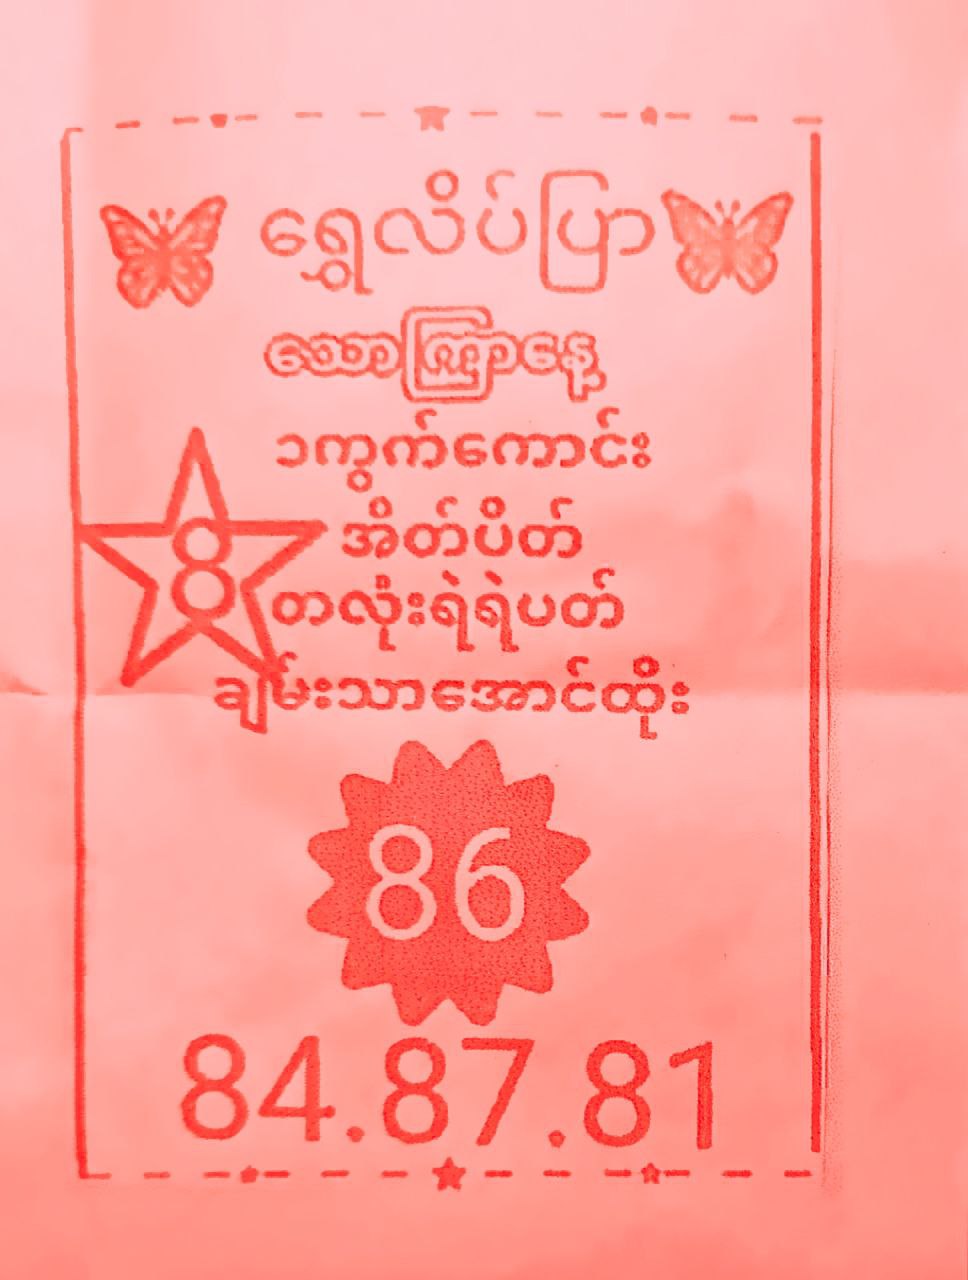 ရွှေလိပ်ပြာ
သောကြာနေ့
၁ကွက်ကောင်း
အိတ်ပိတ်
8
တလုံးရဲရဲပတ်
ချမ်းသာအောင်ထိုး
86
84.87.81